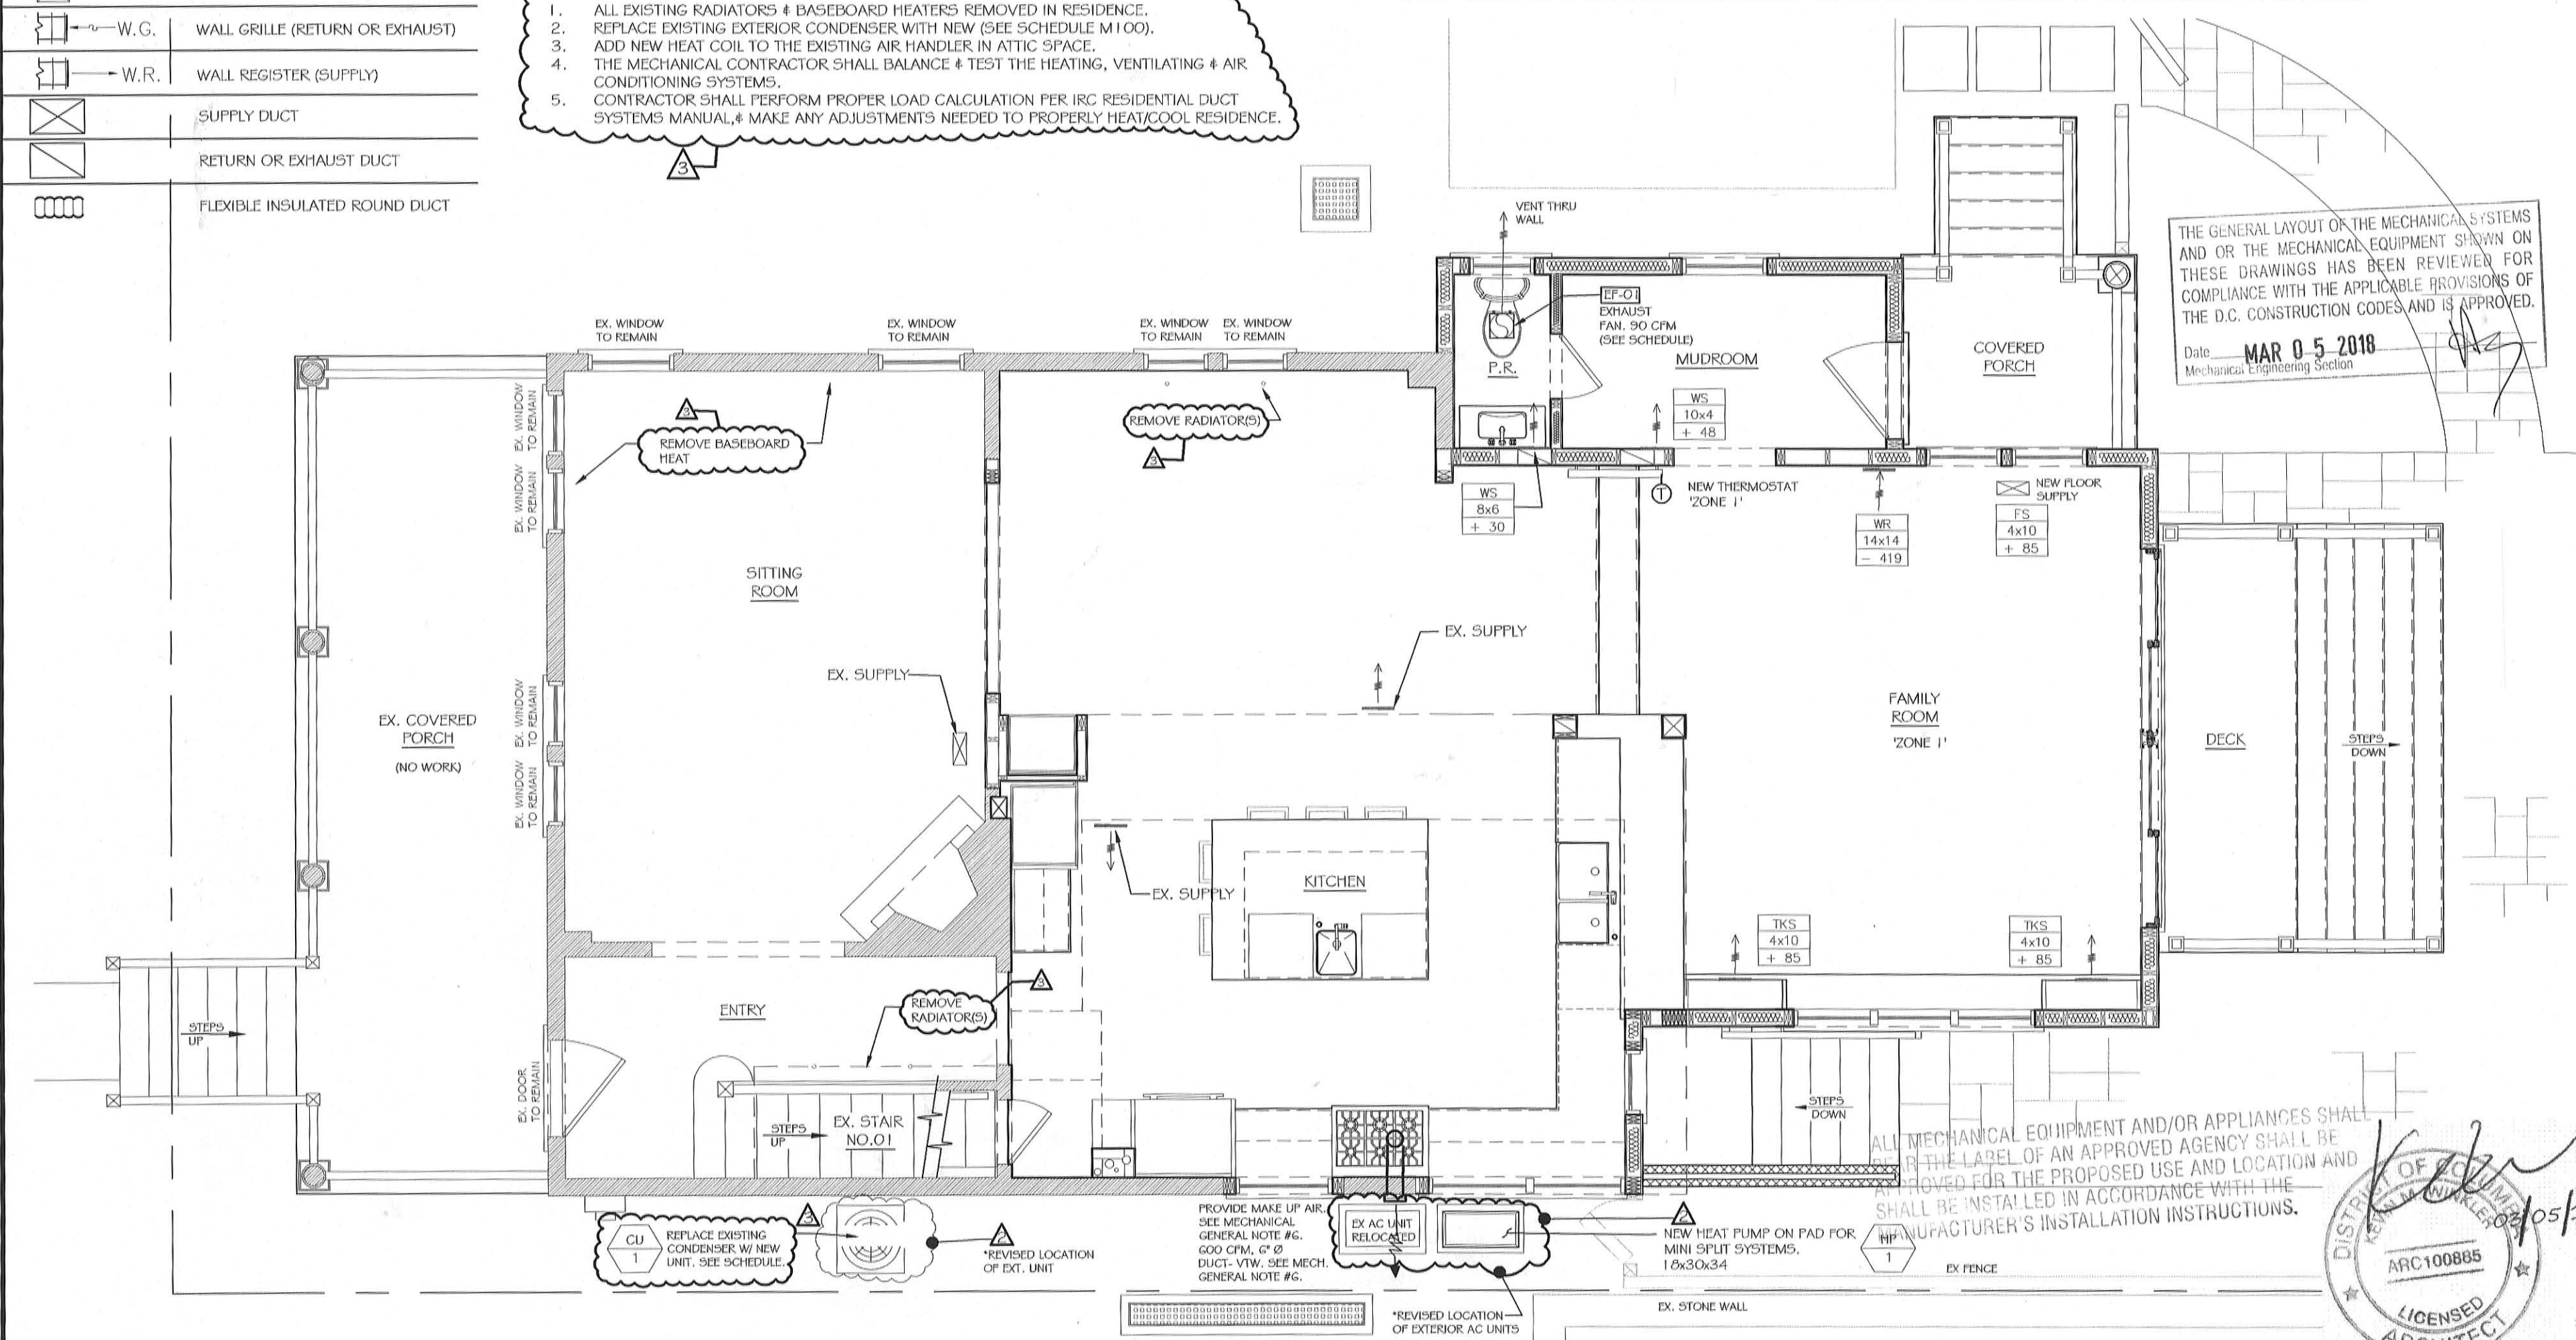 W.G.
WALL GRILLE (RETURN OR EXHAUST)
W.R.
WALL REGISTER (SUPPLY)
SUPPLY DUCT
RETURN OR EXHAUST DUCT
FLEXIBLE INSULATED ROUND DUCT
1. ALL EXISTING RADIATORS & BASEBOARD HEATERS REMOVED IN RESIDENCE.
2. REPLACE EXISTING EXTERIOR CONDENSER WITH NEW (SEE SCHEDULE M100).
3. ADD NEW HEAT COIL TO THE EXISTING AIR HANDLER IN ATTIC SPACE.
4. THE MECHANICAL CONTRACTOR SHALL BALANCE & TEST THE HEATING, VENTILATING & AIR
CONDITIONING SYSTEMS.
5. CONTRACTOR SHALL PERFORM PROPER LOAD CALCULATION PER IRC RESIDENTIAL DUCT
SYSTEMS MANUAL,& MAKE ANY ADJUSTMENTS NEEDED TO PROPERLY HEAT/COOL RESIDENCE.
3
VENT THRU
WALL
THE GENERAL LAYOUT OF THE MECHANICAL SYSTEMS
AND OR THE MECHANICAL EQUIPMENT SHOWN ON
THESE DRAWINGS HAS BEEN REVIEWED FOR
COMPLIANCE WITH THE APPLICABLE PROVISIONS OF
THE D.C. CONSTRUCTION CODES AND IS APPROVED.
Date MAR 05 2018
Mechanical Engineering Section
EF-01
EXHAUST
FAN. 90 CFM
(SEE SCHEDULE)
MUDROOM
P.R.
COVERED
PORCH
EX. WINDOW
TO REMAIN
EX. WINDOW
TO REMAIN
EX. WINDOW
TO REMAIN
EX. WINDOW
TO REMAIN
EX. WINDOW
TO REMAIN
EX. WINDOW
TO REMAIN
3
REMOVE BASEBOARD
HEAT
REMOVE RADIATOR(S)
3
WS
10x4
+ 48
WS
8x6
+ 30
T
NEW THERMOSTAT
'ZONE 1'
WR
14x14
- 419
NEW FLOOR
SUPPLY
FS
4x10
+ 85
SITTING
ROOM
EX. SUPPLY
EX. SUPPLY
EX. COVERED
PORCH
(NO WORK)
EX. WINDOW
TO REMAIN
EX. WINDOW
TO REMAIN
FAMILY
ROOM
'ZONE 1'
DECK
STEPS
DOWN
EX. SUPPLY
KITCHEN
TKS
4x10
+ 85
TKS
4x10
+ 85
ENTRY
REMOVE
RADIATOR(S)
3
STEPS
UP
EX. DOOR
TO REMAIN
STEPS
UP
EX. STAIR
NO.01
STEPS
DOWN
ALL MECHANICAL EQUIPMENT AND/OR APPLIANCES SHALL
BEAR THE LABEL OF AN APPROVED AGENCY SHALL BE
APPROVED FOR THE PROPOSED USE AND LOCATION AND
SHALL BE INSTALLED IN ACCORDANCE WITH THE
MANUFACTURER'S INSTALLATION INSTRUCTIONS.
CU
1
REPLACE EXISTING
CONDENSER W/ NEW
UNIT. SEE SCHEDULE.
3
2
*REVISED LOCATION
OF EXT. UNIT
PROVIDE MAKE UP AIR.
SEE MECHANICAL
GENERAL NOTE #6.
600 CFM, 6" Ø
DUCT- VTW. SEE MECH.
GENERAL NOTE #6.
EX AC UNIT
RELOCATED
2
NEW HEAT PUMP ON PAD FOR
MINI SPLIT SYSTEMS.
18x30x34
HP
1
EX FENCE
*REVISED LOCATION
OF EXTERIOR AC UNITS
EX. STONE WALL
DISTRICT OF
ARC100885
LICENSED
ARCHITECT